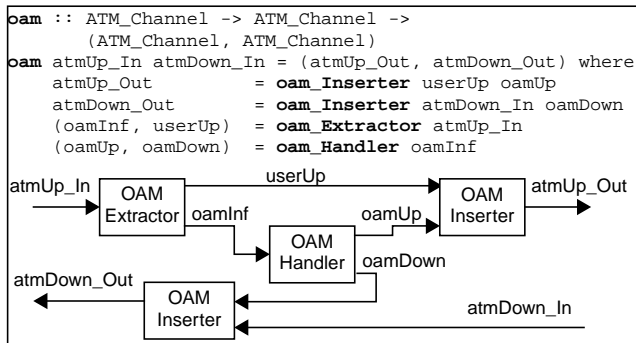 oam :: ATM_Channel -> ATM_Channel ->
(ATM_Channel, ATM_Channel)
oam atmUp_In atmDown_In = (atmUp_Out, atmDown_Out) where
atmUp_Out = oam_Inserter userUp oamUp
atmDown_Out = oam_Inserter atmDown_In oamDown
(oamInf, userUp) = oam_Extractor atmUp_In
(oamUp, oamDown) = oam_Handler oamInf
userUp
atmUp_In
OAM
Extractor
OAM
Inserter
atmUp_Out
oamInf
oamUp
OAM
Handler
oamDown
atmDown_Out
OAM
Inserter
atmDown_In